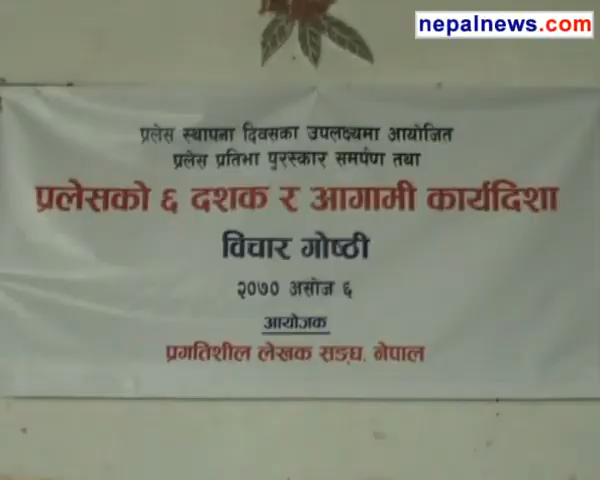 nepalnews.com
प्रलेस स्थापना दिवसका उपलक्ष्यमा आयोजित
प्रलेस प्रतिभा पुरस्कार समर्पण तथा
प्रलेसको ६ दशक र आगामी कार्यदिशा
विचार गोष्ठी
२०७० असोज ६
आयोजक
प्रगतिशील लेखक सङ्घ, नेपाल